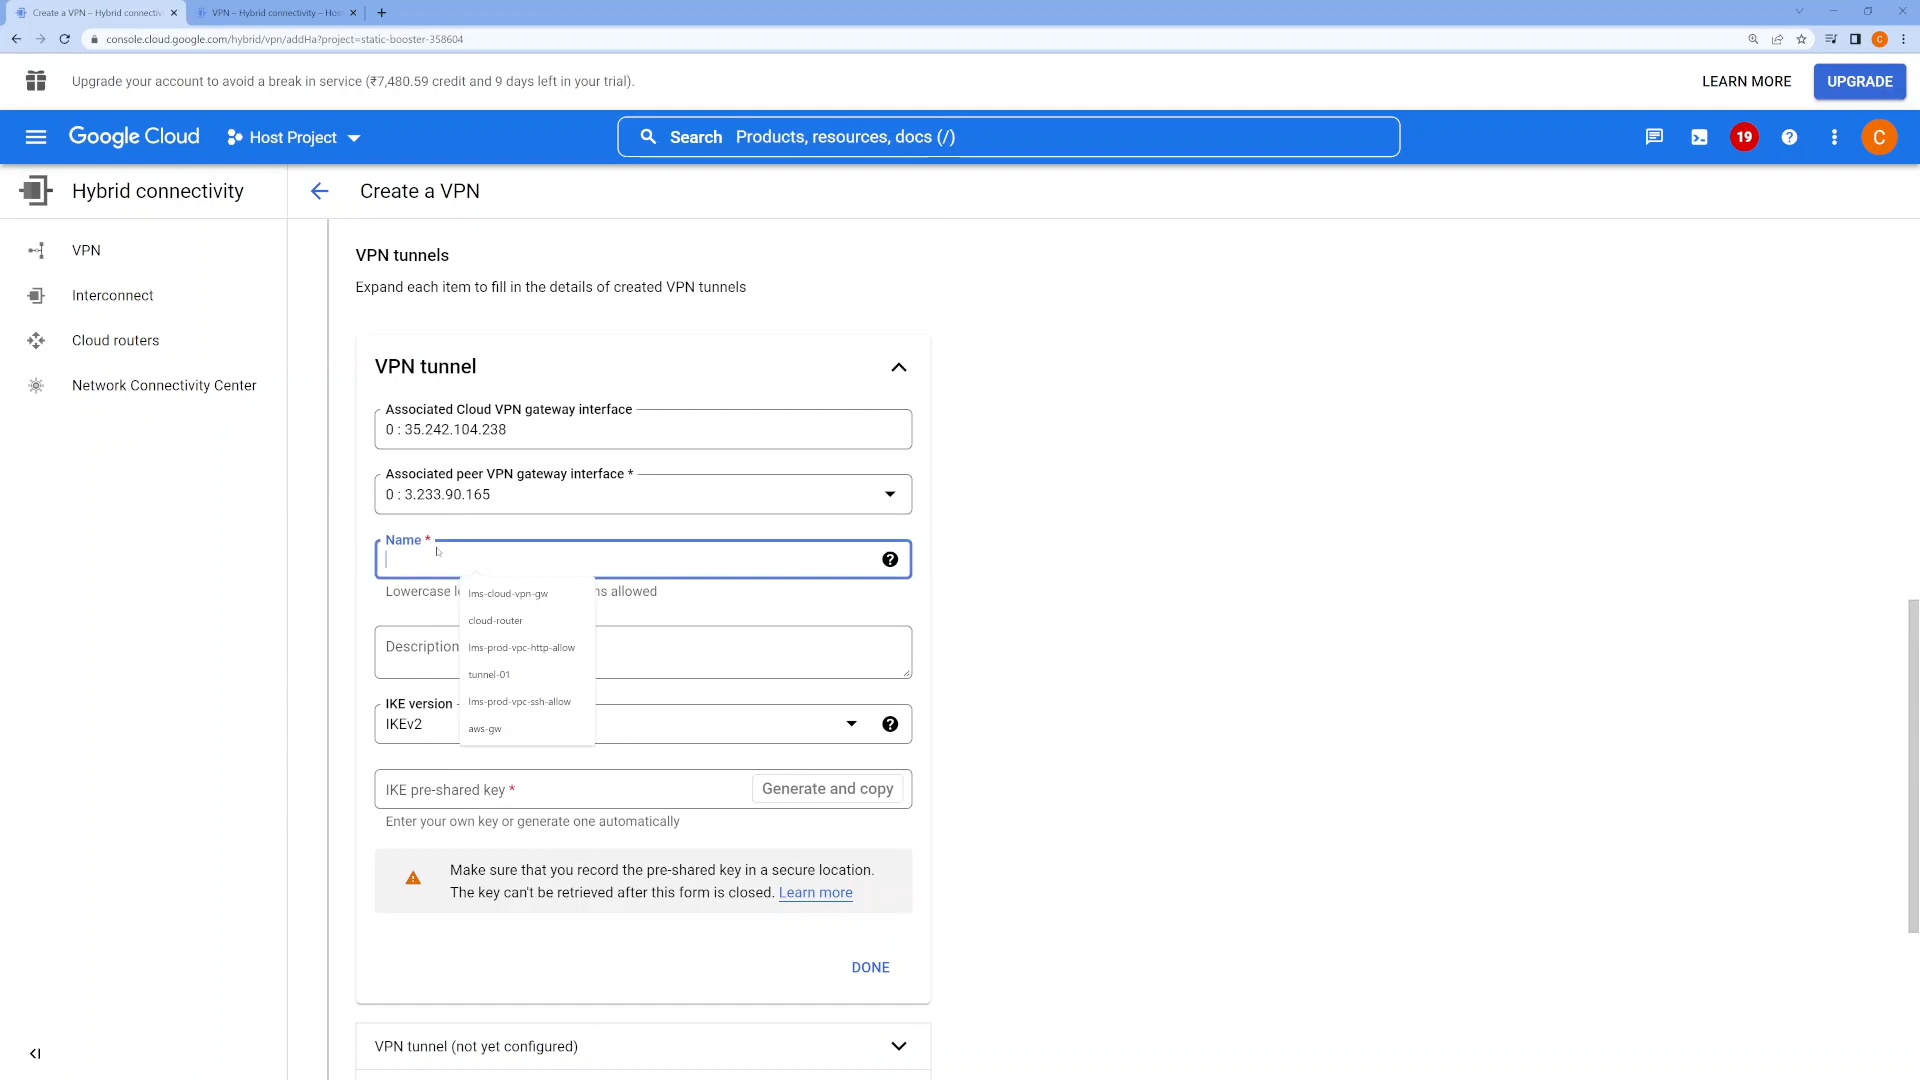 Create a VPN – Hybrid connectiv
VPN – Hybrid connectivity – Hos
console.cloud.google.com/hybrid/vpn/addHa?project=static-booster-358604
C
Upgrade your account to avoid a break in service (₹7,480.59 credit and 9 days left in your trial).
LEARN MORE
UPGRADE
Google Cloud
Host Project
Search Products, resources, docs (/)
19
C
Hybrid connectivity
Create a VPN
VPN
Interconnect
Cloud routers
Network Connectivity Center
VPN tunnels
Expand each item to fill in the details of created VPN tunnels
VPN tunnel
Associated Cloud VPN gateway interface
0 : 35.242.104.238
Associated peer VPN gateway interface *
0 : 3.233.90.165
Name *
Lowercase l
ns allowed
lms-cloud-vpn-gw
cloud-router
lms-prod-vpc-http-allow
tunnel-01
lms-prod-vpc-ssh-allow
aws-gw
Description
IKE version
IKEv2
IKE pre-shared key *
Generate and copy
Enter your own key or generate one automatically
Make sure that you record the pre-shared key in a secure location.
The key can't be retrieved after this form is closed. Learn more
DONE
VPN tunnel (not yet configured)